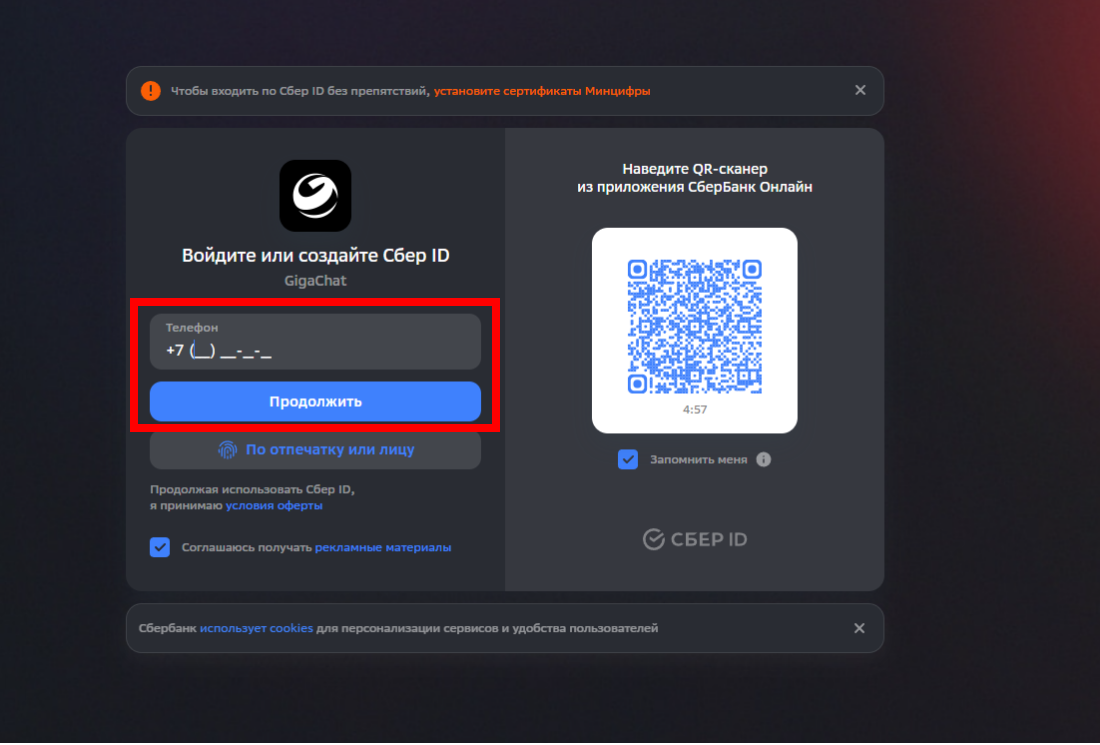 Чтобы входить по Сбер ID без препятствий, установите сертификаты Минцифры
Войдите или создайте Сбер ID
GigaChat
Телефон
+7 (__) __-_-_
Продолжить
По отпечатку или лицу
Продолжая использовать Сбер ID,
я принимаю условия оферты
Соглашаюсь получать рекламные материалы
Наведите QR-сканер
из приложения СберБанк Онлайн
4:57
Запомнить меня
СБЕР ID
Сбербанк использует cookies для персонализации сервисов и удобства пользователей